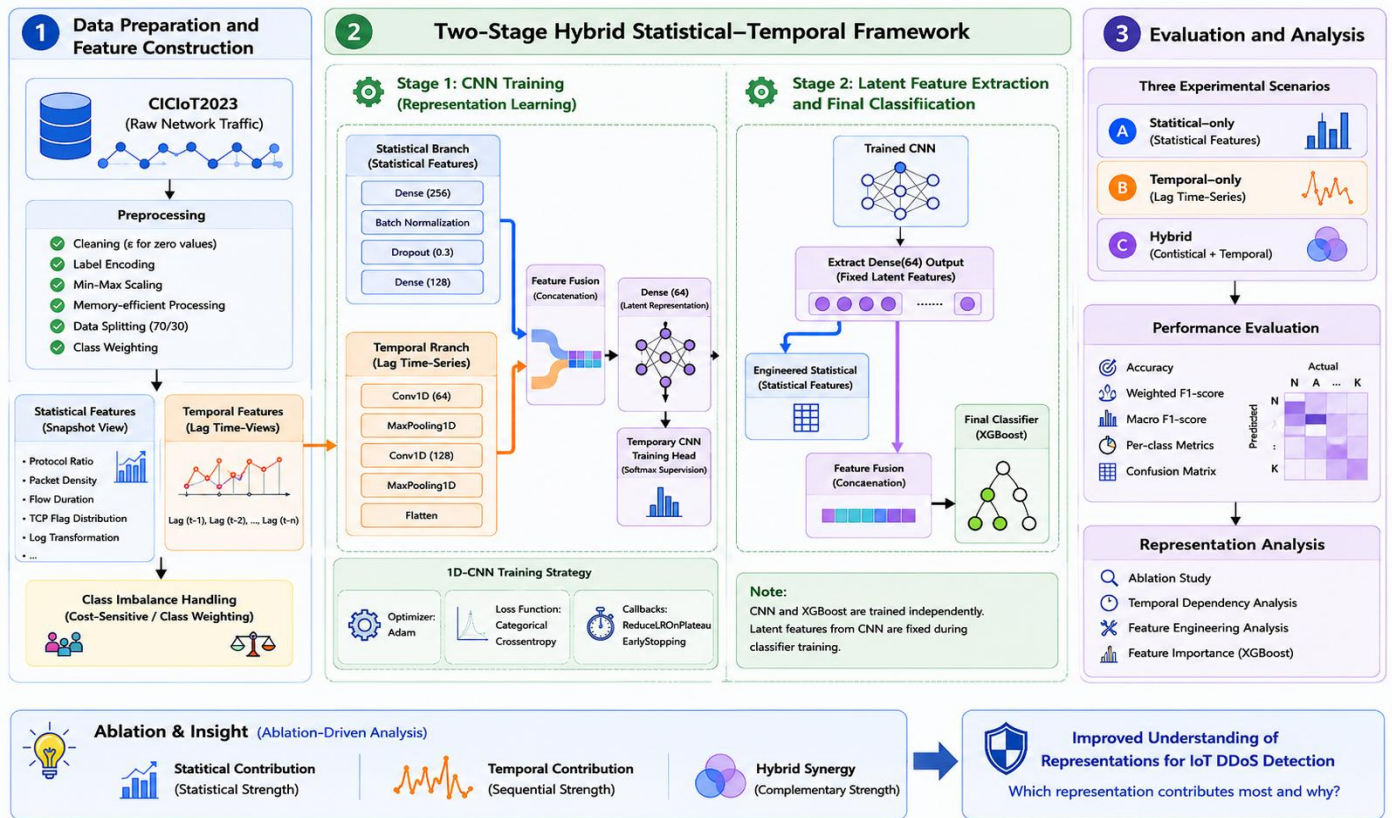 1
Data Preparation and
Feature Construction
CICIoT2023
(Raw Network Traffic)
Preprocessing
Cleaning (ε for zero values)
Label Encoding
Min-Max Scaling
Memory-efficient Processing
Data Splitting (70/30)
Class Weighting
Statistical Features
(Snapshot View)
• Protocol Ratio
• Packet Density
• Flow Duration
• TCP Flag Distribution
• Log Transformation
• ...
Temporal Features
(Lag Time-Views)
Lag (t-1), Lag (t-2), ..., Lag (t-n)
Class Imbalance Handling
(Cost-Sensitive / Class Weighting)
2
Two-Stage Hybrid Statistical–Temporal Framework
Stage 1: CNN Training
(Representation Learning)
Statistical Branch
(Statistical Features)
Dense (256)
Batch Normalization
Dropout (0.3)
Dense (128)
Temporal Branch
(Lag Time-Series)
Conv1D (64)
MaxPooling1D
Conv1D (128)
MaxPooling1D
Flatten
Feature Fusion
(Concatenation)
Dense (64)
(Latent Representation)
Temporary CNN
Training Head
(Softmax Supervision)
1D-CNN Training Strategy
Optimizer:
Adam
Loss Function:
Categorical
Crossentropy
Callbacks:
ReduceLROnPlateau
EarlyStopping
Stage 2: Latent Feature Extraction
and Final Classifiication
Trained CNN
Extract Dense(64) Output
(Fixed Latent Features)
.......
Engineered Statistical
(Statistical Features)
Feature Fusion
(Concaenation)
Final Classifier
(XGBoost)
Note:
CNN and XGBoost are trained independently.
Latent features from CNN are fixed during
classifier training.
3
Evaluation and Analysis
Three Experimental Scenarios
A
Statitical–only
(Statistical Features)
B
Temporal–only
(Lag Time-Series)
C
Hybrid
(Contistical + Temporal)
Performance Evaluation
Accuracy
Weighted F1-score
Macro F1-score
Per-class Metrics
Confusion Matrix
Actual
N A ... K
N
:
K
Representation Analysis
Ablation Study
Temporal Dependency Analysis
Feature Engineering Analysis
Feature Importance (XGBoost)
Ablation & Insight (Ablation-Driven Analysis)
Statitical Contribution
(Statistical Strength)
Temporal Contribution
(Sequential Strength)
Hybrid Synergy
(Complementary Strength)
Improved Understanding of
Representations for IoT DDoS Detection
Which representation contributes most and why?